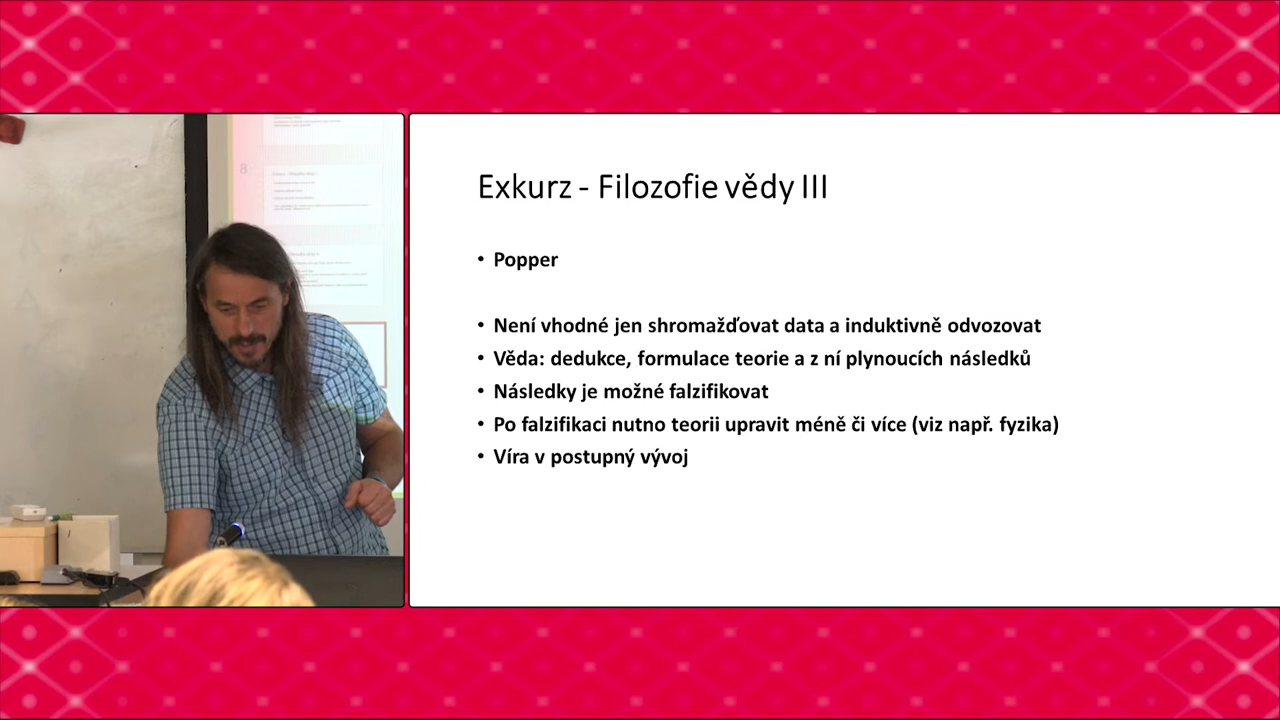 8
Exkurz - Filozofie vědy III
• Popper
• Není vhodné jen shromažďovat data a induktivně odvozovat
• Věda: dedukce, formulace teorie a z ní plynoucích následků
• Následky je možné falzifikovat
• Po falzifikaci nutno teorii upravit méně či více (viz např. fyzika)
• Víra v postupný vývoj